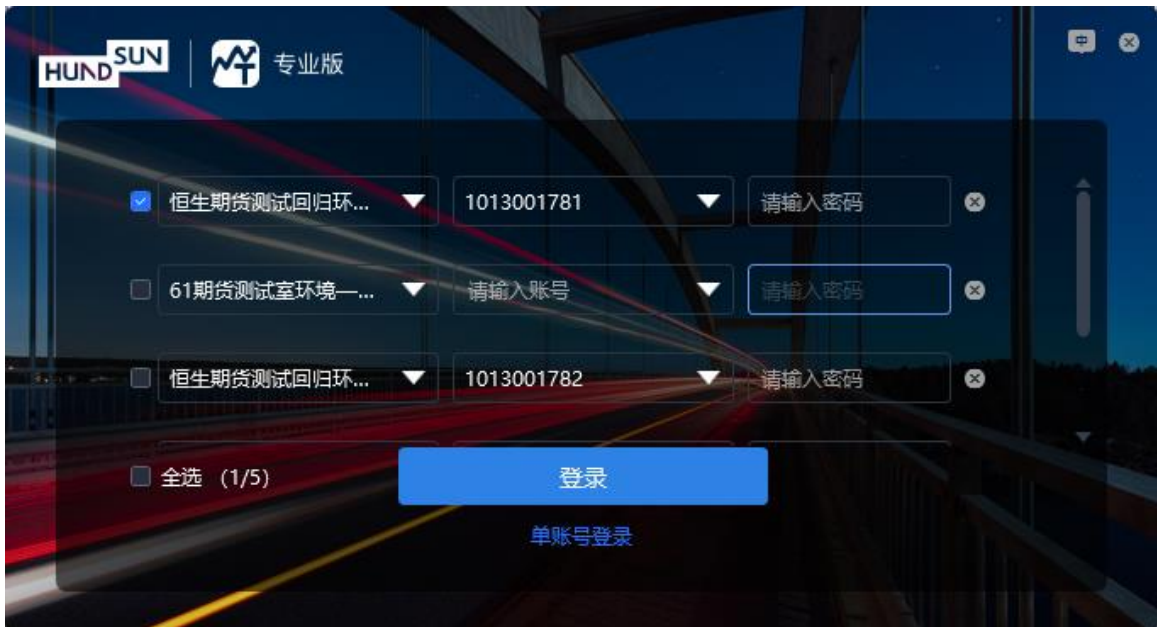 HUNDSUN 专业版
中
恒生期货测试回归环... 1013001781 请输入密码
61期货测试室环境—... 请输入账号 请输入密码
恒生期货测试回归环... 1013001782 请输入密码
全选 (1/5) 登录
单账号登录